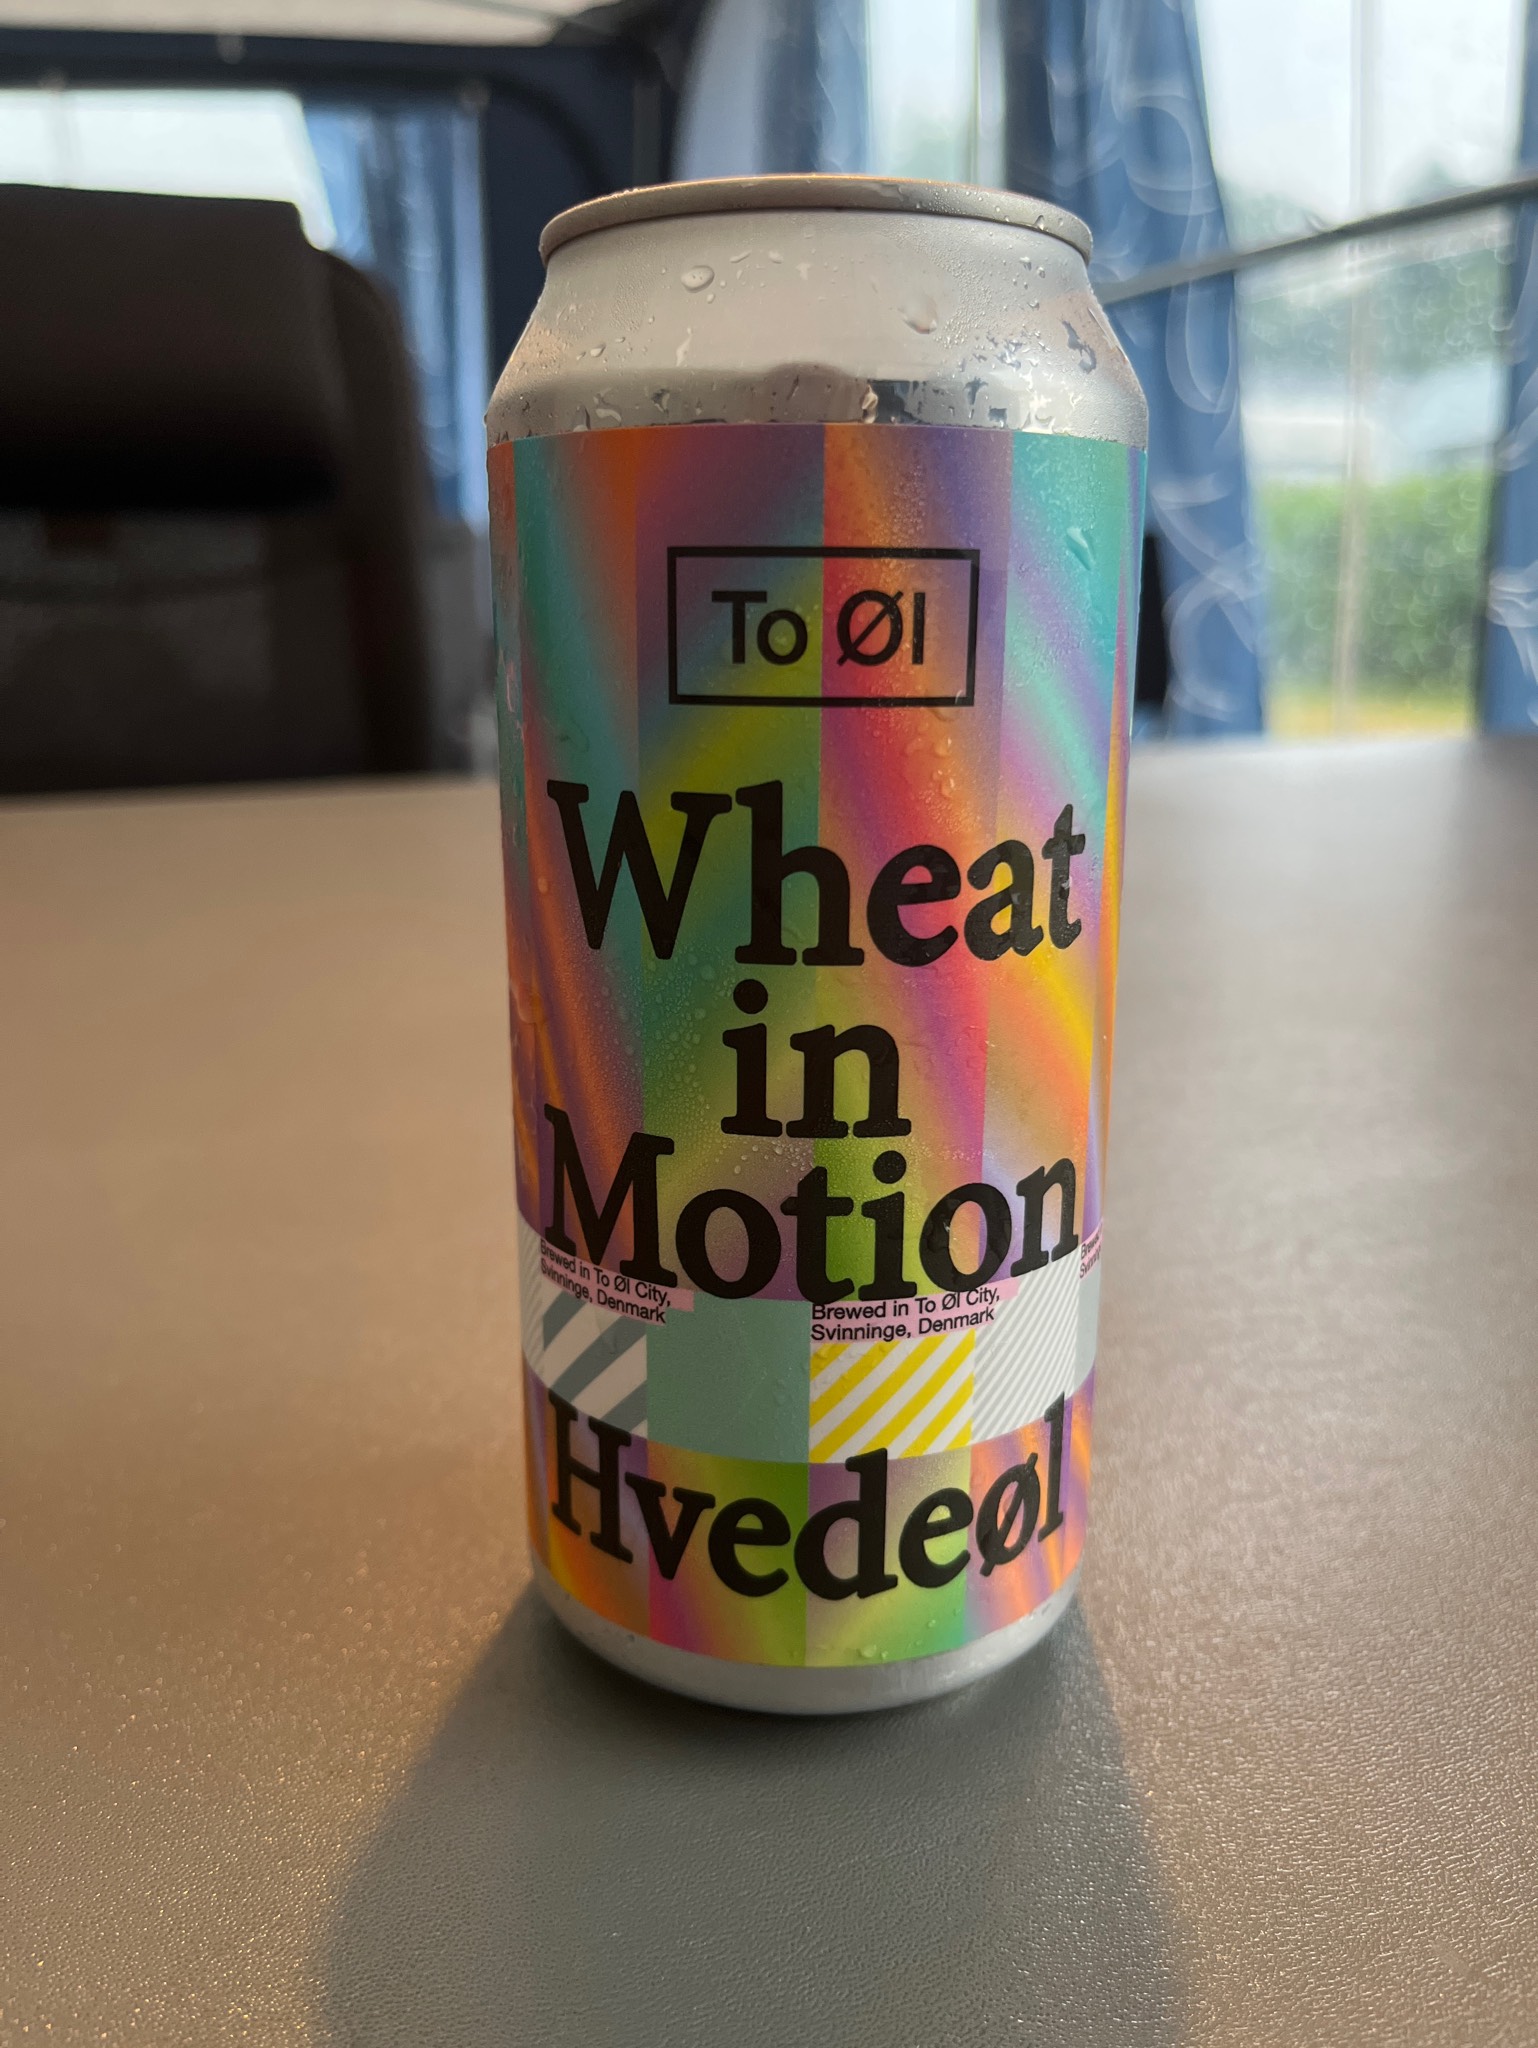 To Øl
Wheat
in
Motion
Brewed in To Øl City,
Svinninge, Denmark
Brewed in To Øl City,
Svinninge, Denmark
Hvedeøl